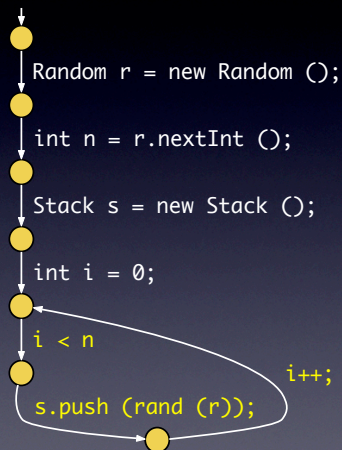 Random r = new Random ();
int n = r.nextInt ();
Stack s = new Stack ();
int i = 0;
i < n
i++;
s.push (rand (r));